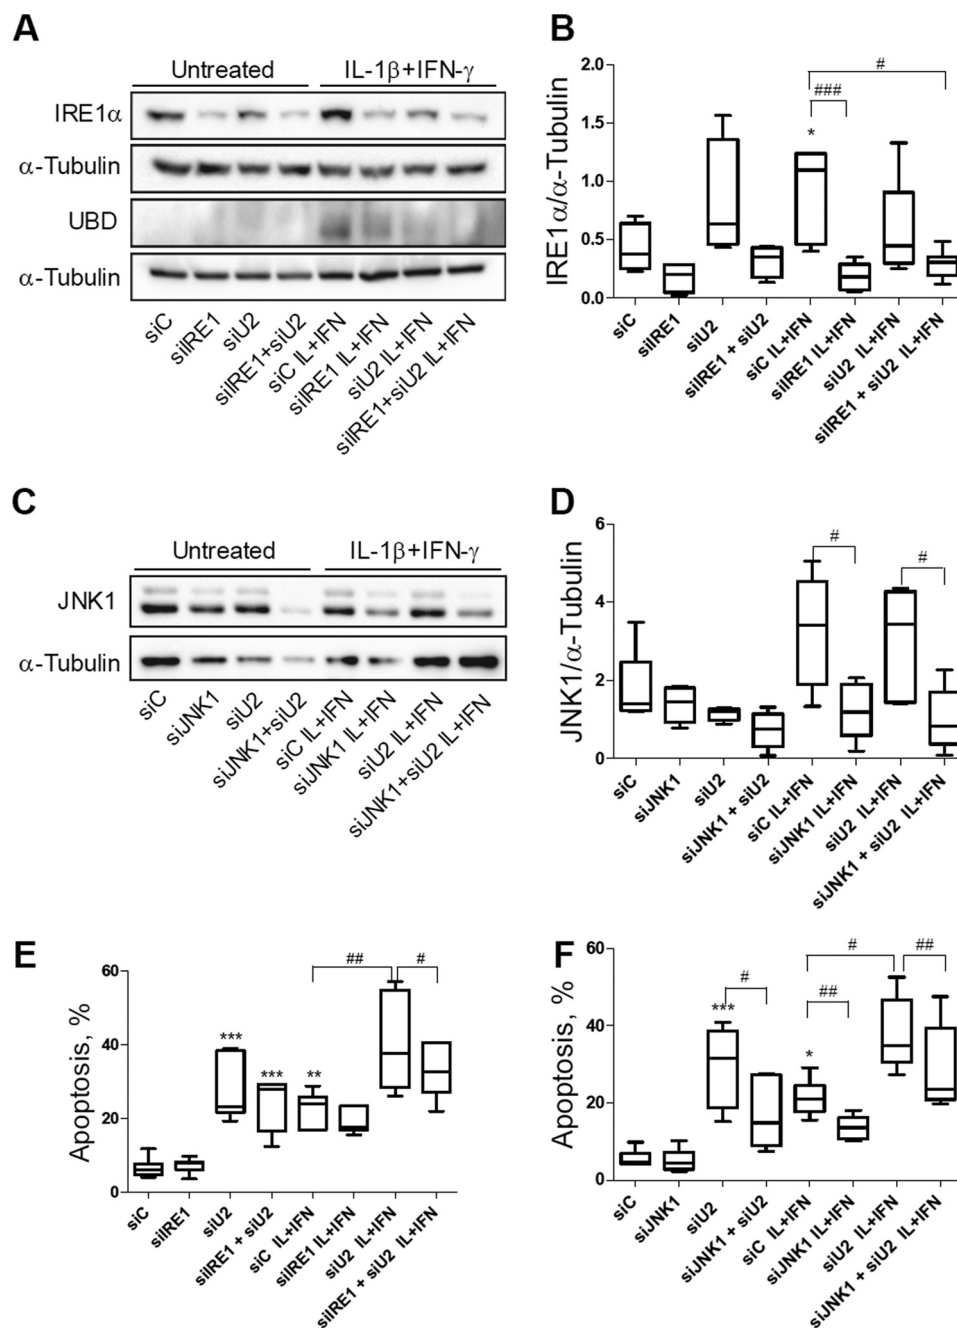 A
Untreated
IL-1β+IFN-γ
IRE1α
α-Tubulin
UBD
α-Tubulin
siC
siIRE1
siU2
siIRE1+siU2
siC IL+IFN
siIRE1 IL+IFN
siU2 IL+IFN
siIRE1+siU2 IL+IFN
B
IRE1α/α-Tubulin
2.0
1.5
1.0
0.5
0.0
#
###
*
siC
siIRE1
siU2
siIRE1 + siU2
siC IL+IFN
siIRE1 IL+IFN
siU2 IL+IFN
siIRE1 + siU2 IL+IFN
C
Untreated
IL-1β+IFN-γ
JNK1
α-Tubulin
siC
siJNK1
siU2
siJNK1+siU2
siC IL+IFN
siJNK1 IL+IFN
siU2 IL+IFN
siJNK1+siU2 IL+IFN
D
JNK1/α-Tubulin
6
4
2
0
#
#
siC
siJNK1
siU2
siJNK1 + siU2
siC IL+IFN
siJNK1 IL+IFN
siU2 IL+IFN
siJNK1 + siU2 IL+IFN
E
Apoptosis, %
60
40
20
0
##
#
***
***
**
siC
siIRE1
siU2
siIRE1 + siU2
siC IL+IFN
siIRE1 IL+IFN
siU2 IL+IFN
siIRE1 + siU2 IL+IFN
F
Apoptosis, %
60
40
20
0
#
##
#
##
***
*
siC
siJNK1
siU2
siJNK1 + siU2
siC IL+IFN
siJNK1 IL+IFN
siU2 IL+IFN
siJNK1 + siU2 IL+IFN